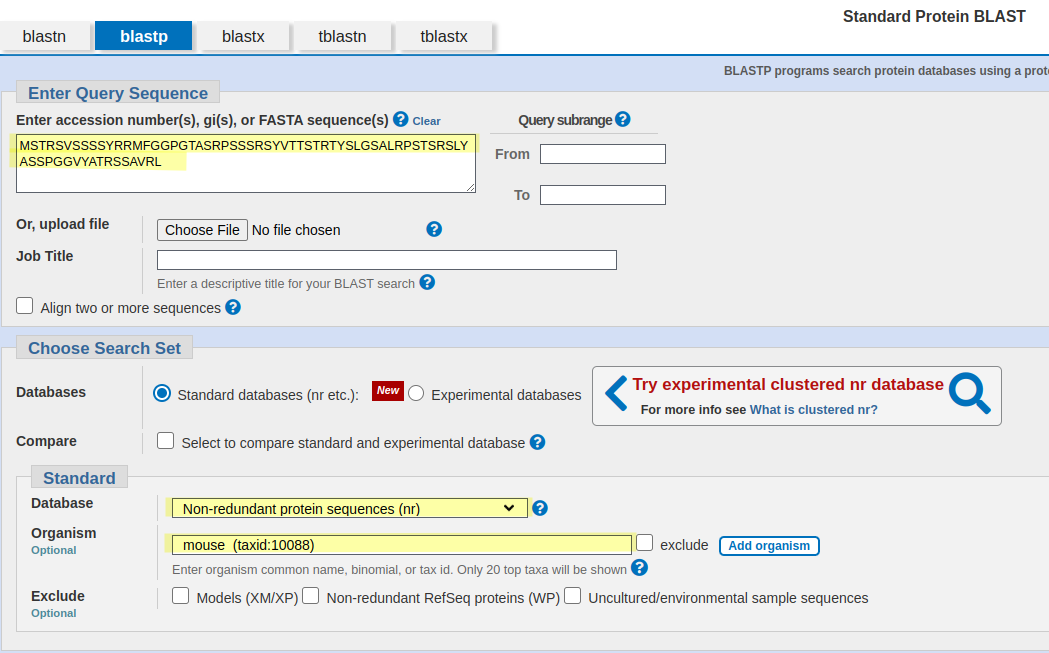 Standard Protein BLAST
blastn blastp blastx tblastn tblastx
BLASTP programs search protein databases using a prot
Enter Query Sequence
Enter accession number(s), gi(s), or FASTA sequence(s) ? Clear Query subrange ?
MSTRSVSSSSYRRMFGGPGTASRPSSSRSYVTTSTRTYSLGSALRPSTSRSLY
ASSPGGVYATRSSAVRL
From
To
Or, upload file Choose File No file chosen ?
Job Title
Enter a descriptive title for your BLAST search ?
Align two or more sequences ?
Choose Search Set
Databases Standard databases (nr etc.): New Experimental databases
Try experimental clustered nr database
For more info see What is clustered nr?
Compare Select to compare standard and experimental database ?
Standard
Database Non-redundant protein sequences (nr) ?
Organism
Optional
mouse (taxid:10088) exclude Add organism
Enter organism common name, binomial, or tax id. Only 20 top taxa will be shown ?
Exclude
Optional
Models (XM/XP) Non-redundant RefSeq proteins (WP) Uncultured/environmental sample sequences